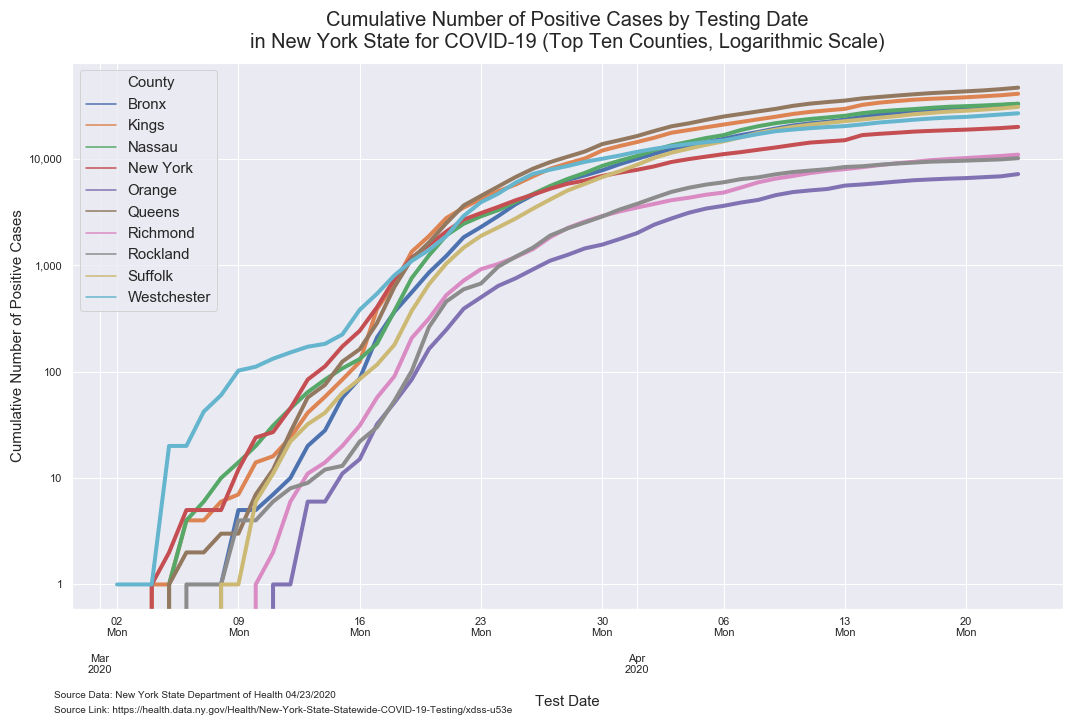 Cumulative Number of Positive Cases by Testing Date
in New York State for COVID-19 (Top Ten Counties, Logarithmic Scale)
County
Bronx
Kings
Nassau
New York
Orange
Queens
Richmond
Rockland
Suffolk
Westchester
Cumulative Number of Positive Cases
10,000
1,000
100
10
1
02 09 16 23 30 06 13 20
Mon Mon Mon Mon Mon Mon Mon Mon
Mar Apr
2020 2020
Test Date
Source Data: New York State Department of Health 04/23/2020
Source Link: https://health.data.ny.gov/Health/New-York-State-Statewide-COVID-19-Testing/xdss-u53e